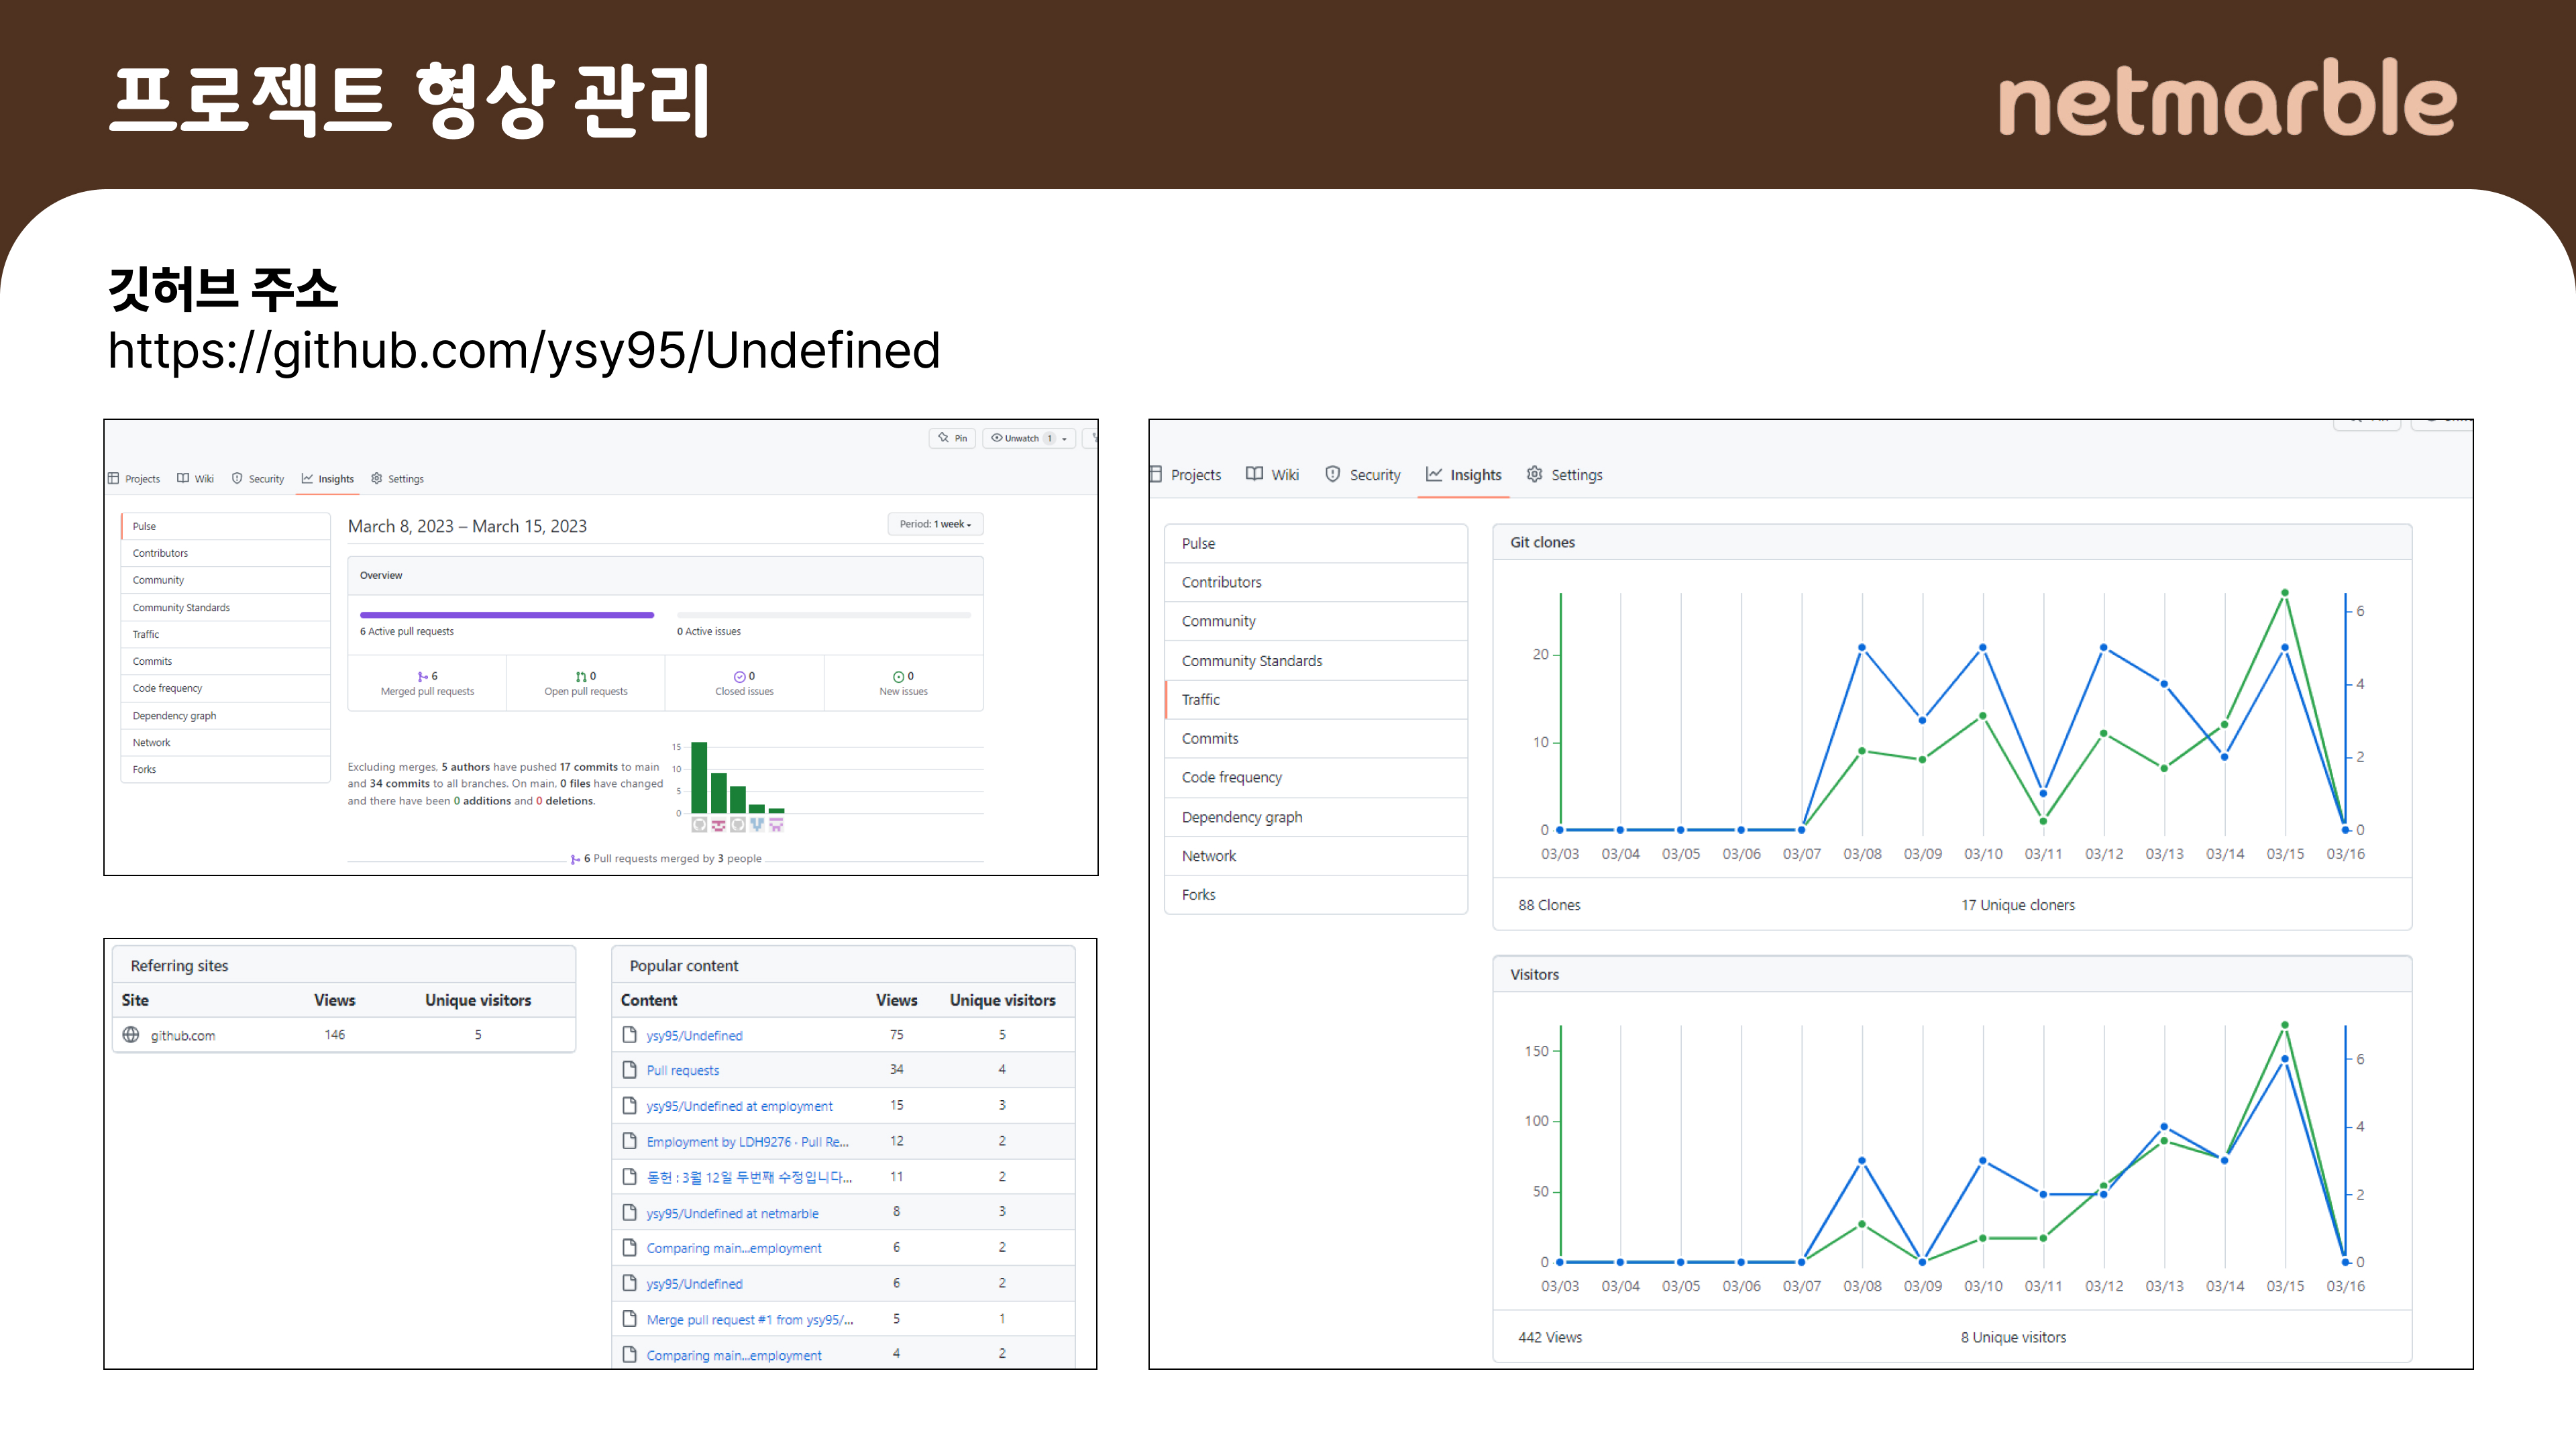 프로젝트 형상 관리
netmarble
깃허브 주소
https://github.com/ysy95/Undefined
Pin
Unwatch 1
Projects Wiki Security Insights Settings
Pulse
Contributors
Community
Community Standards
Traffic
Commits
Code frequency
Dependency graph
Network
Forks
March 8, 2023 – March 15, 2023
Period: 1 week
Overview
6 Active pull requests
0 Active issues
6
Merged pull requests
0
Open pull requests
0
Closed issues
0
New issues
Excluding merges, 5 authors have pushed 17 commits to main
and 34 commits to all branches. On main, 0 files have changed
and there have been 0 additions and 0 deletions.
15
10
5
0
6 Pull requests merged by 3 people
Referring sites
Site Views Unique visitors
github.com 146 5
Popular content
Content Views Unique visitors
ysy95/Undefined 75 5
Pull requests 34 4
ysy95/Undefined at employment 15 3
Employment by LDH9276 · Pull Re... 12 2
동헌 : 3월 12일 두번째 수정입니다... 11 2
ysy95/Undefined at netmarble 8 3
Comparing main...employment 6 2
ysy95/Undefined 6 2
Merge pull request #1 from ysy95/... 5 1
Comparing main...employment 4 2
Projects Wiki Security Insights Settings
Pulse
Contributors
Community
Community Standards
Traffic
Commits
Code frequency
Dependency graph
Network
Forks
Git clones
20
10
0
6
4
2
0
03/03 03/04 03/05 03/06 03/07 03/08 03/09 03/10 03/11 03/12 03/13 03/14 03/15 03/16
88 Clones
17 Unique cloners
Visitors
150
100
50
0
6
4
2
0
03/03 03/04 03/05 03/06 03/07 03/08 03/09 03/10 03/11 03/12 03/13 03/14 03/15 03/16
442 Views
8 Unique visitors